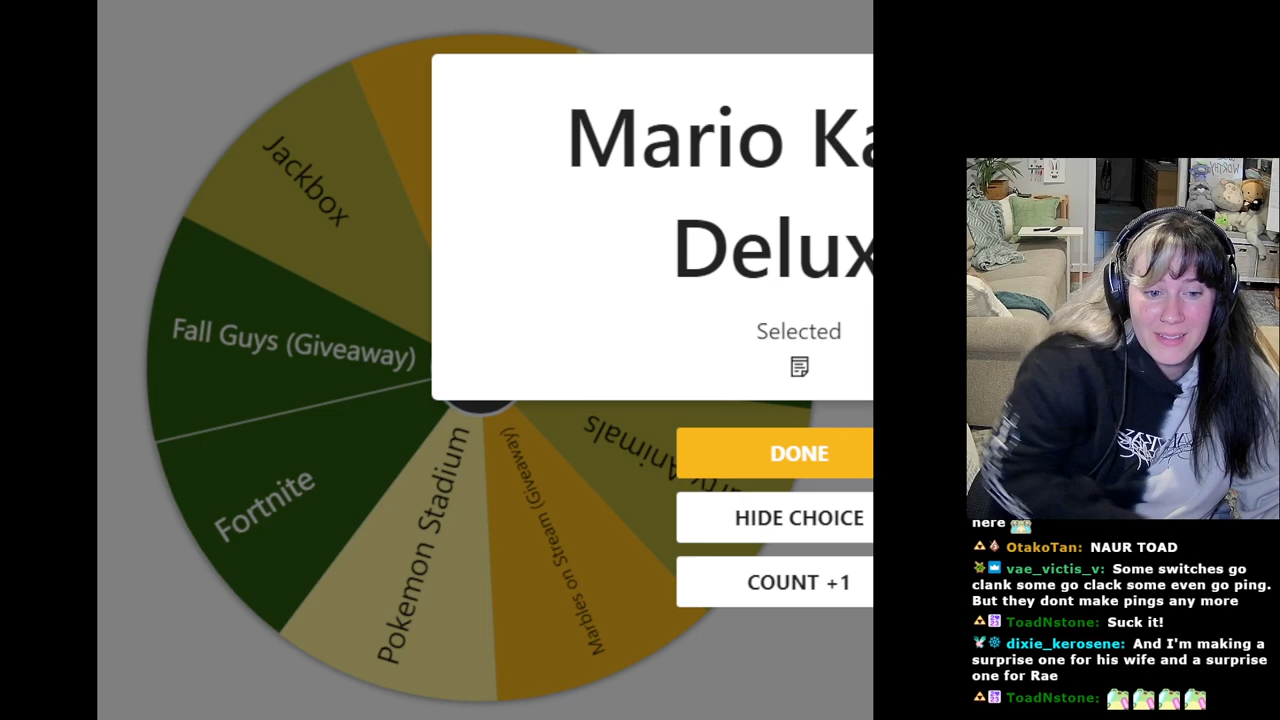 Mario Ka
Delux
Selected
DONE
HIDE CHOICE
COUNT +1
Jackbox
Fall Guys (Giveaway)
Fortnite
Pokemon Stadium
Marbles on Stream (Giveaway)
Animals
WORTHY
nere
OtakoTan: NAUR TOAD
vae_victis_v: Some switches go
clank some go clack some even go ping.
But they dont make pings any more
ToadNstone: Suck it!
dixie_kerosene: And I'm making a
surprise one for his wife and a surprise
one for Rae
ToadNstone: